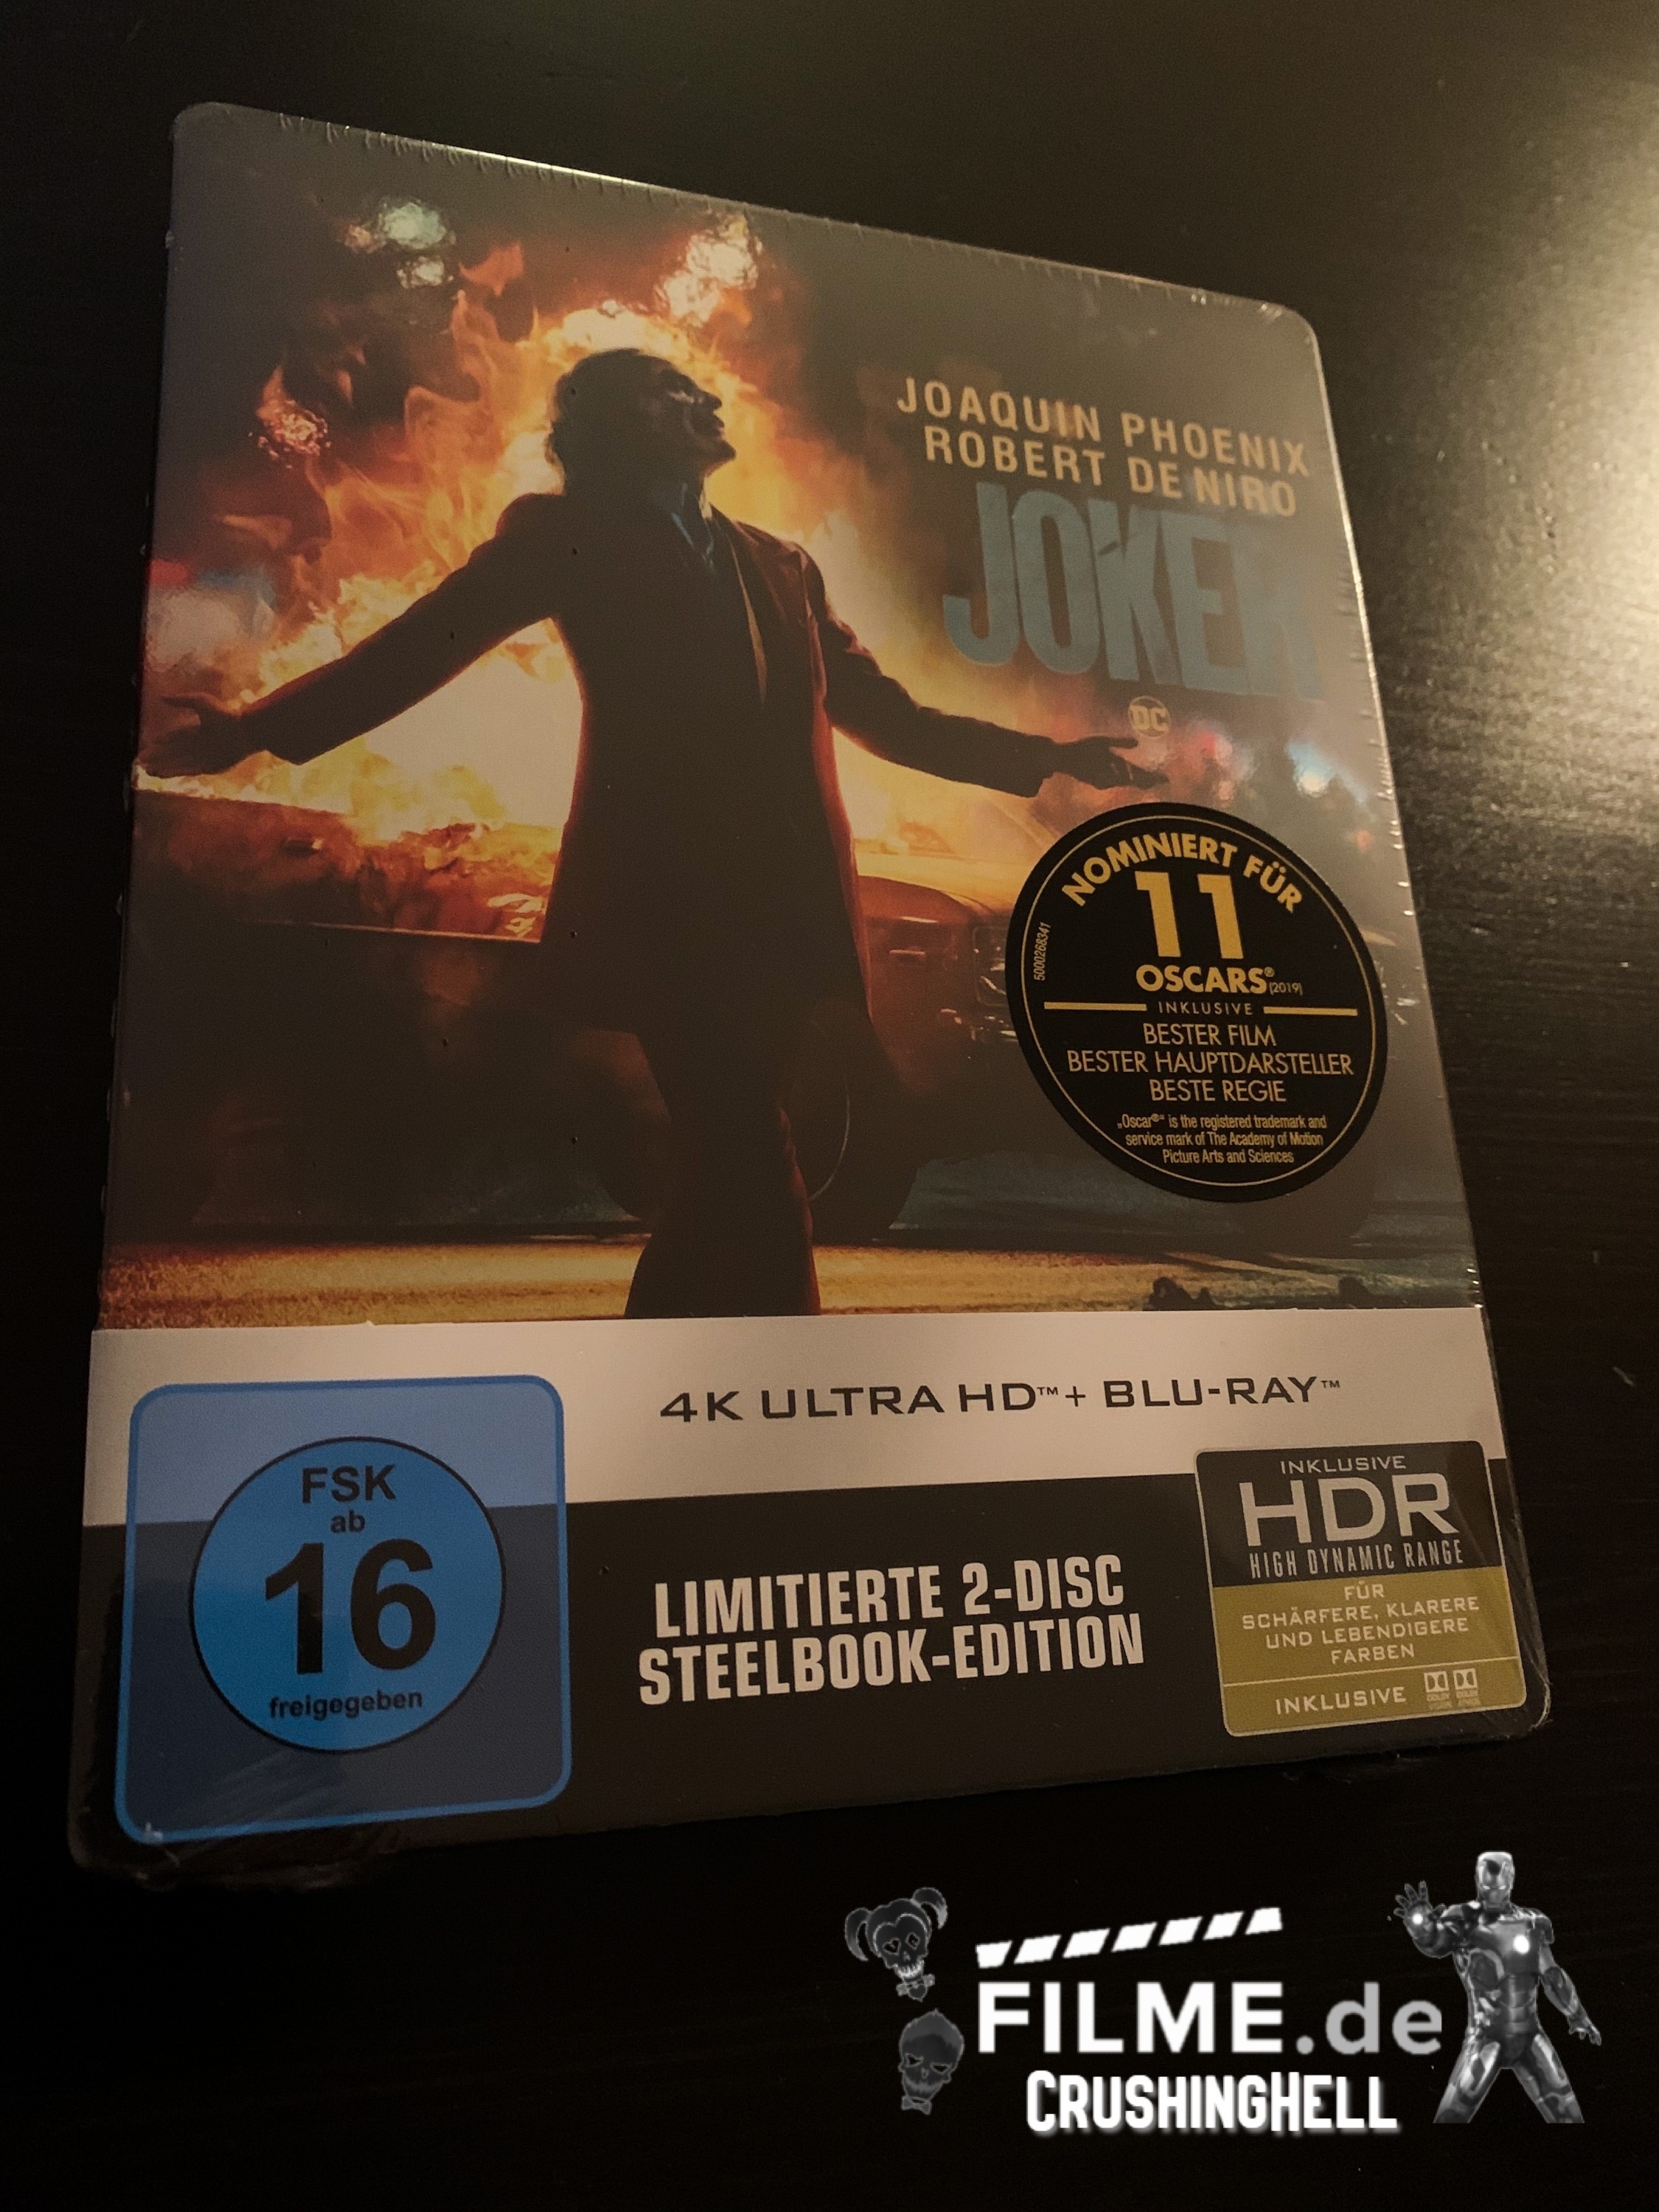 JOAQUIN PHOENIX
ROBERT DE NIRO
JOKER
DC
NOMINIERT FÜR
11
OSCARS® (2019)
5000268341
INKLUSIVE
BESTER FILM
BESTER HAUPTDARSTELLER
BESTE REGIE
„Oscar®“ is the registered trademark and
service mark of The Academy of Motion
Picture Arts and Sciences
4K ULTRA HD™ + BLU-RAY™
FSK
ab
16
freigegeben
LIMITIERTE 2-DISC
STEELBOOK-EDITION
INKLUSIVE
HDR
HIGH DYNAMIC RANGE
FÜR
SCHÄRFERE, KLARERE
UND LEBENDIGERE
FARBEN
INKLUSIVE
FILME.de
CRUSHINGHELL